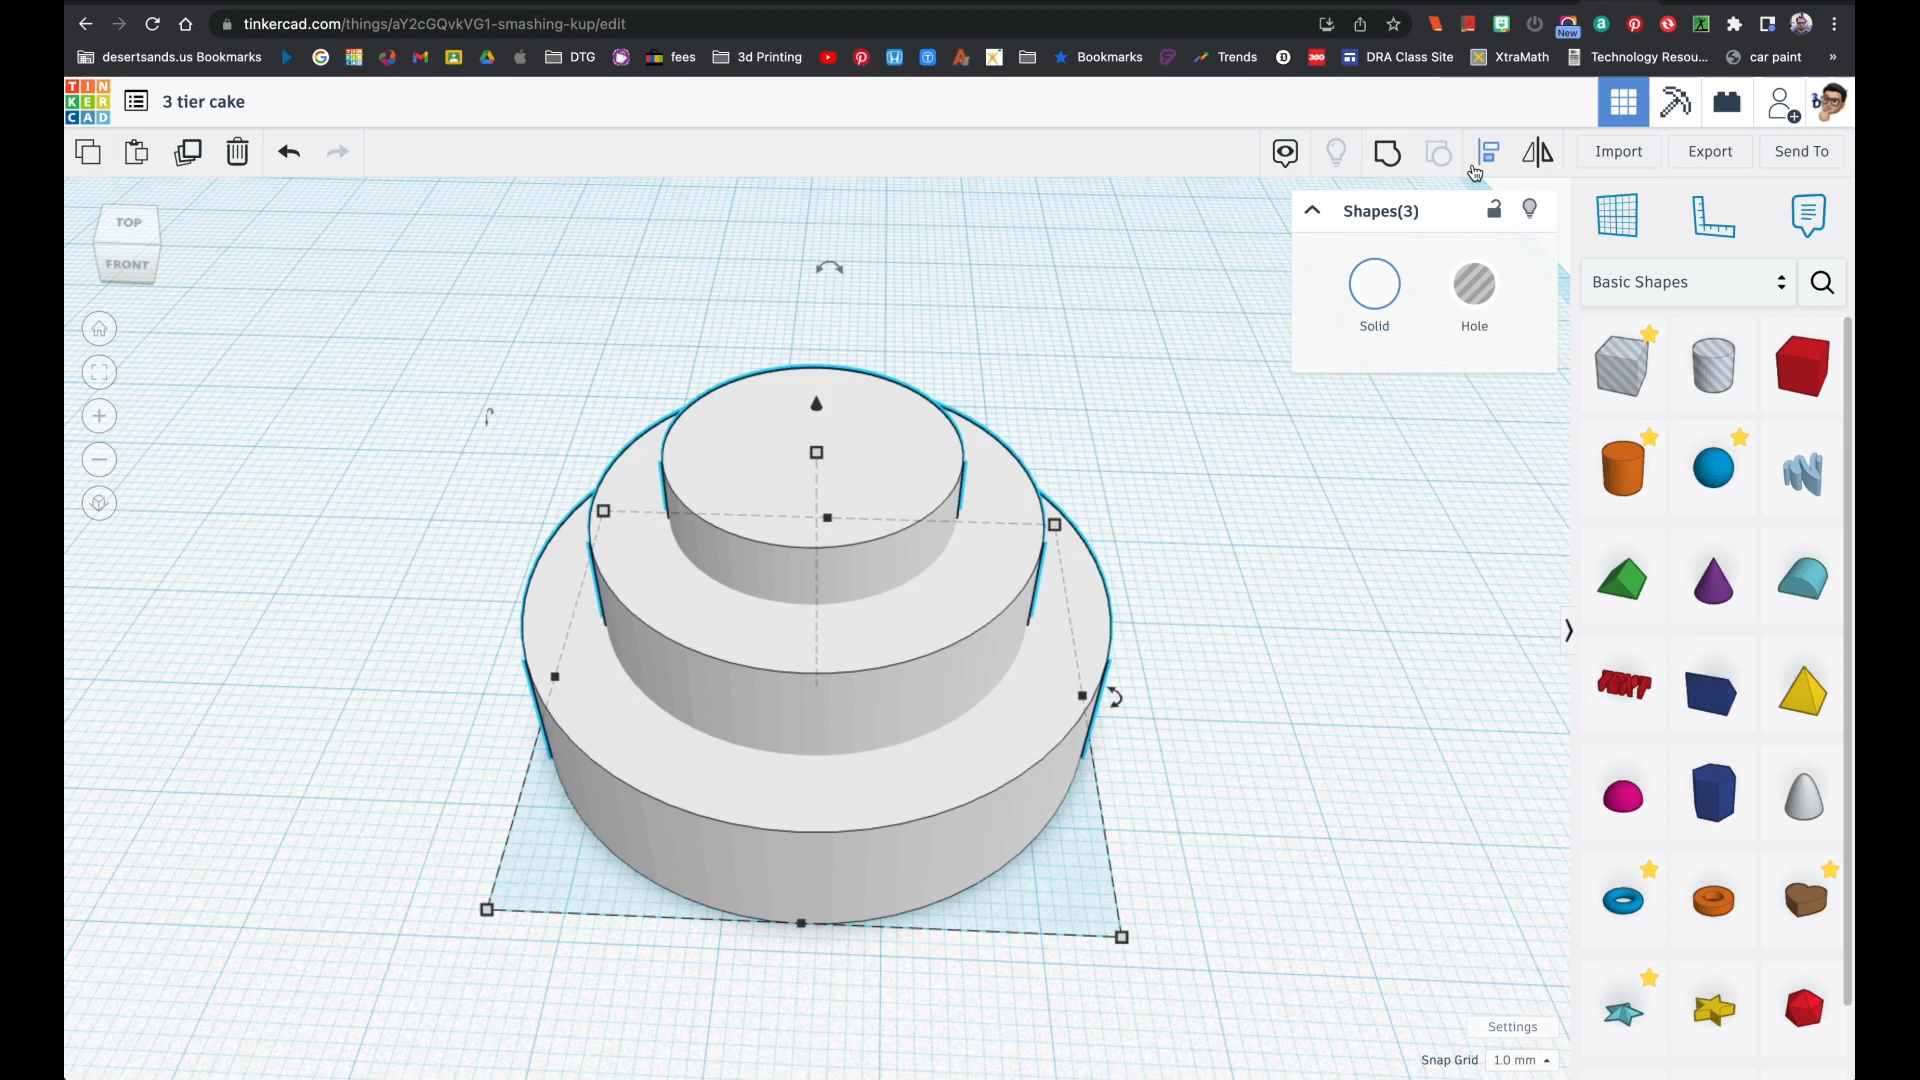 tinkercad.com/things/aY2cGQvkVG1-smashing-kup/edit
New
desertsands.us Bookmarks
DTG
fees
3d Printing
Bookmarks
Trends
DRA Class Site
XtraMath
Technology Resou...
car paint
»
TIN
KER
CAD
3 tier cake
Import
Export
Send To
TOP
FRONT
Shapes(3)
Solid
Hole
Basic Shapes
TEXT
Settings
Snap Grid
1.0 mm